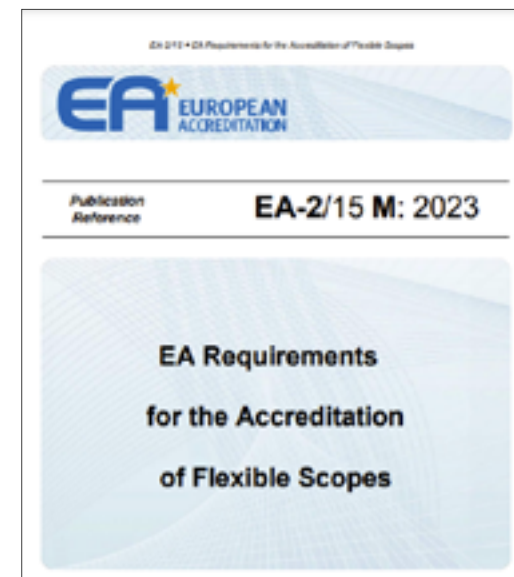 EA-2/15 • EA Requirements for the Accreditation of Flexible Scopes
EA
EUROPEAN
ACCREDITATION
Publication
Reference
EA-2/15 M: 2023
EA Requirements
for the Accreditation
of Flexible Scopes